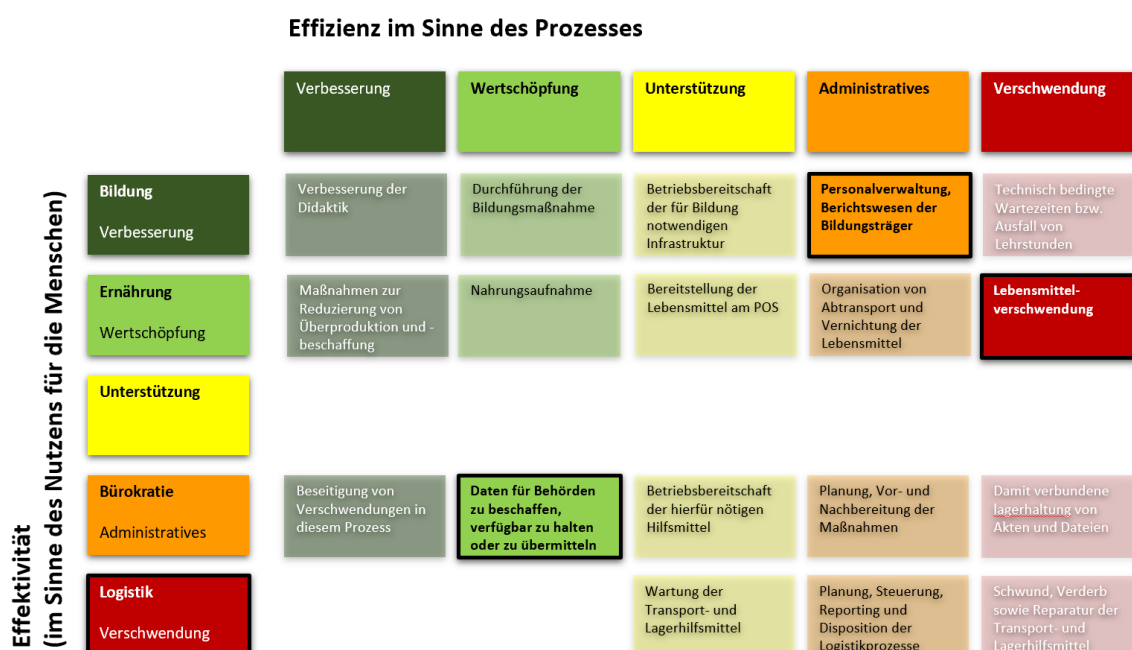 Effizienz im Sinne des Prozesses
Verbesserung
Wertschöpfung
Unterstützung
Administratives
Verschwendung
Effektivität
(im Sinne des Nutzens für die Menschen)
Bildung
Verbesserung
Verbesserung der
Didaktik
Durchführung der
Bildungsmaßnahme
Betriebsbereitschaft
der für Bildung
notwendigen
Infrastruktur
Personalverwaltung,
Berichtswesen der
Bildungsträger
Technisch bedingte
Wartezeiten bzw.
Ausfall von
Lehrstunden
Ernährung
Wertschöpfung
Maßnahmen zur
Reduzierung von
Überproduktion und -
beschaffung
Nahrungsaufnahme
Bereitstellung der
Lebensmittel am POS
Organisation von
Abtransport und
Vernichtung der
Lebensmittel
Lebensmittel-
verschwendung
Unterstützung
Bürokratie
Administratives
Beseitigung von
Verschwendungen in
diesem Prozess
Daten für Behörden
zu beschaffen,
verfügbar zu halten
oder zu übermitteln
Betriebsbereitschaft
der hierfür nötigen
Hilfsmittel
Planung, Vor- und
Nachbereitung der
Maßnahmen
Damit verbundene
lagerhaltung von
Akten und Dateien
Logistik
Verschwendung
Wartung der
Transport- und
Lagerhilfsmittel
Planung, Steuerung,
Reporting und
Disposition der
Logistikprozesse
Schwund, Verderb
sowie Reparatur der
Transport- und
Lagerhilfsmittel